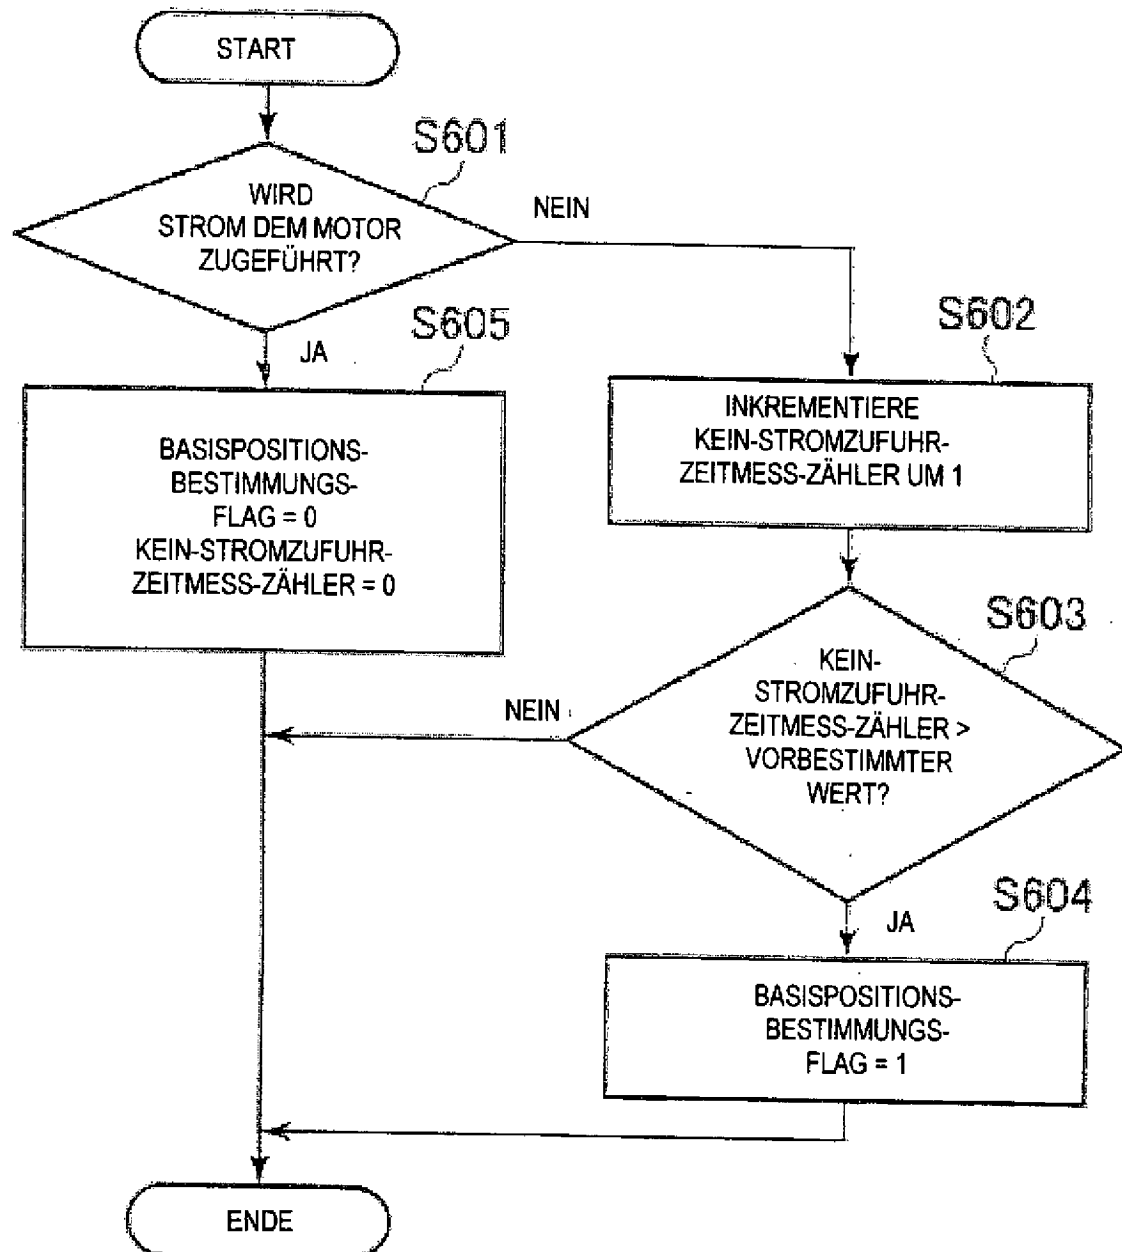 START
S601
WIRD
STROM DEM MOTOR
ZUGEFÜHRT?
NEIN
JA
S605
BASISPOSITIONS-
BESTIMMUNGS-
FLAG = 0
KEIN-STROMZUFUHR-
ZEITMESS-ZÄHLER = 0
S602
INKREMENTIERE
KEIN-STROMZUFUHR-
ZEITMESS-ZÄHLER UM 1
S603
KEIN-
STROMZUFUHR-
ZEITMESS-ZÄHLER >
VORBESTIMMTER
WERT?
NEIN
JA
S604
BASISPOSITIONS-
BESTIMMUNGS-
FLAG = 1
ENDE